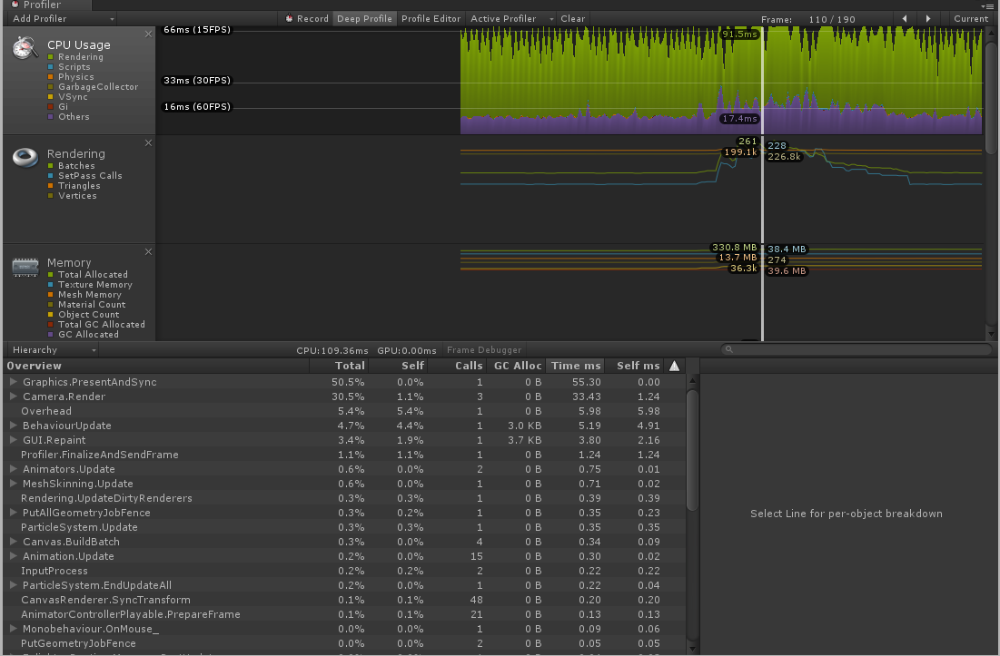 Profiler
Add Profiler Record Deep Profile Profile Editor Active Profiler Clear Frame: 110 / 190 Current
CPU Usage
Rendering
Scripts
Physics
GarbageCollector
VSync
Gi
Others
66ms (15FPS)
33ms (30FPS)
16ms (60FPS)
91.5ms
17.4ms
Rendering
Batches
SetPass Calls
Triangles
Vertices
261
199.1k
228
226.8k
Memory
Total Allocated
Texture Memory
Mesh Memory
Material Count
Object Count
Total GC Allocated
GC Allocated
330.8 MB
13.7 MB
36.3k
38.4 MB
274
39.6 MB
Hierarchy CPU:109.36ms GPU:0.00ms Frame Debugger
Overview Total Self Calls GC Alloc Time ms Self ms
Graphics.PresentAndSync 50.5% 0.0% 1 0 B 55.30 0.00
Camera.Render 30.5% 1.1% 3 0 B 33.43 1.24
Overhead 5.4% 5.4% 1 0 B 5.98 5.98
BehaviourUpdate 4.7% 4.4% 1 3.0 KB 5.19 4.91
GUI.Repaint 3.4% 1.9% 1 3.7 KB 3.80 2.16
Profiler.FinalizeAndSendFrame 1.1% 1.1% 1 0 B 1.24 1.24
Animators.Update 0.6% 0.0% 2 0 B 0.75 0.01
MeshSkinning.Update 0.6% 0.0% 1 0 B 0.71 0.02
Rendering.UpdateDirtyRenderers 0.3% 0.3% 1 0 B 0.39 0.39
PutAllGeometryJobFence 0.3% 0.2% 1 0 B 0.35 0.23
ParticleSystem.Update 0.3% 0.3% 1 0 B 0.35 0.35
Canvas.BuildBatch 0.3% 0.0% 4 0 B 0.34 0.09
Animation.Update 0.2% 0.0% 15 0 B 0.30 0.02
InputProcess 0.2% 0.2% 2 0 B 0.22 0.22
ParticleSystem.EndUpdateAll 0.2% 0.0% 1 0 B 0.22 0.04
CanvasRenderer.SyncTransform 0.1% 0.1% 48 0 B 0.20 0.20
AnimatorControllerPlayable.PrepareFrame 0.1% 0.1% 21 0 B 0.13 0.13
Monobehaviour.OnMouse_ 0.0% 0.0% 1 0 B 0.09 0.06
PutGeometryJobFence 0.0% 0.0% 2 0 B 0.05 0.05
Select Line for per-object breakdown